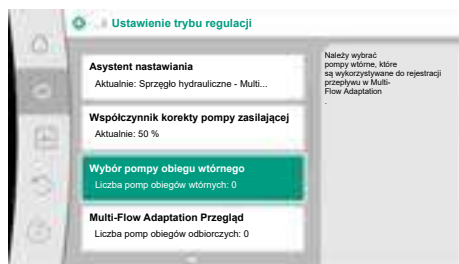 Ustawienie trybu regulacji
Asystent nastawiania
Aktualnie: Sprzęgło hydrauliczne - Multi...
Współczynnik korekty pompy zasilającej
Aktualnie: 50 %
Wybór pompy obiegu wtórnego
Liczba pomp obiegów wtórnych: 0
Multi-Flow Adaptation Przegląd
Liczba pomp obiegów odbiorczych: 0
Należy wybrać
pompy wtórne, które
są wykorzystywane do rejestracji
przepływu w Multi-
Flow Adaptation
.